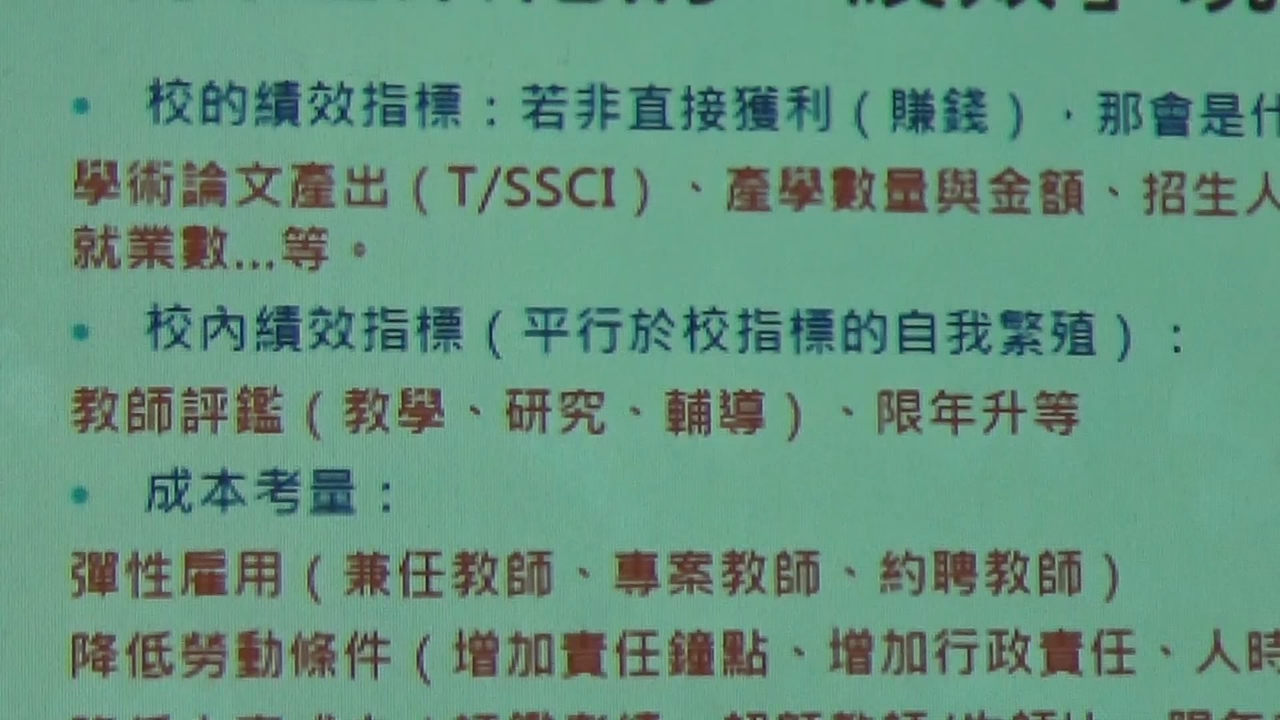 • 校的績效指標：若非直接獲利（賺錢），那會是
學術論文產出（T/SSCI）、產學數量與金額、招生人
就業數...等。
• 校內績效指標（平行於校指標的自我繁殖）：
教師評鑑（教學、研究、輔導）、限年升等
• 成本考量：
彈性雇用（兼任教師、專案教師、約聘教師）
降低勞動條件（增加責任鐘點、增加行政責任、人時